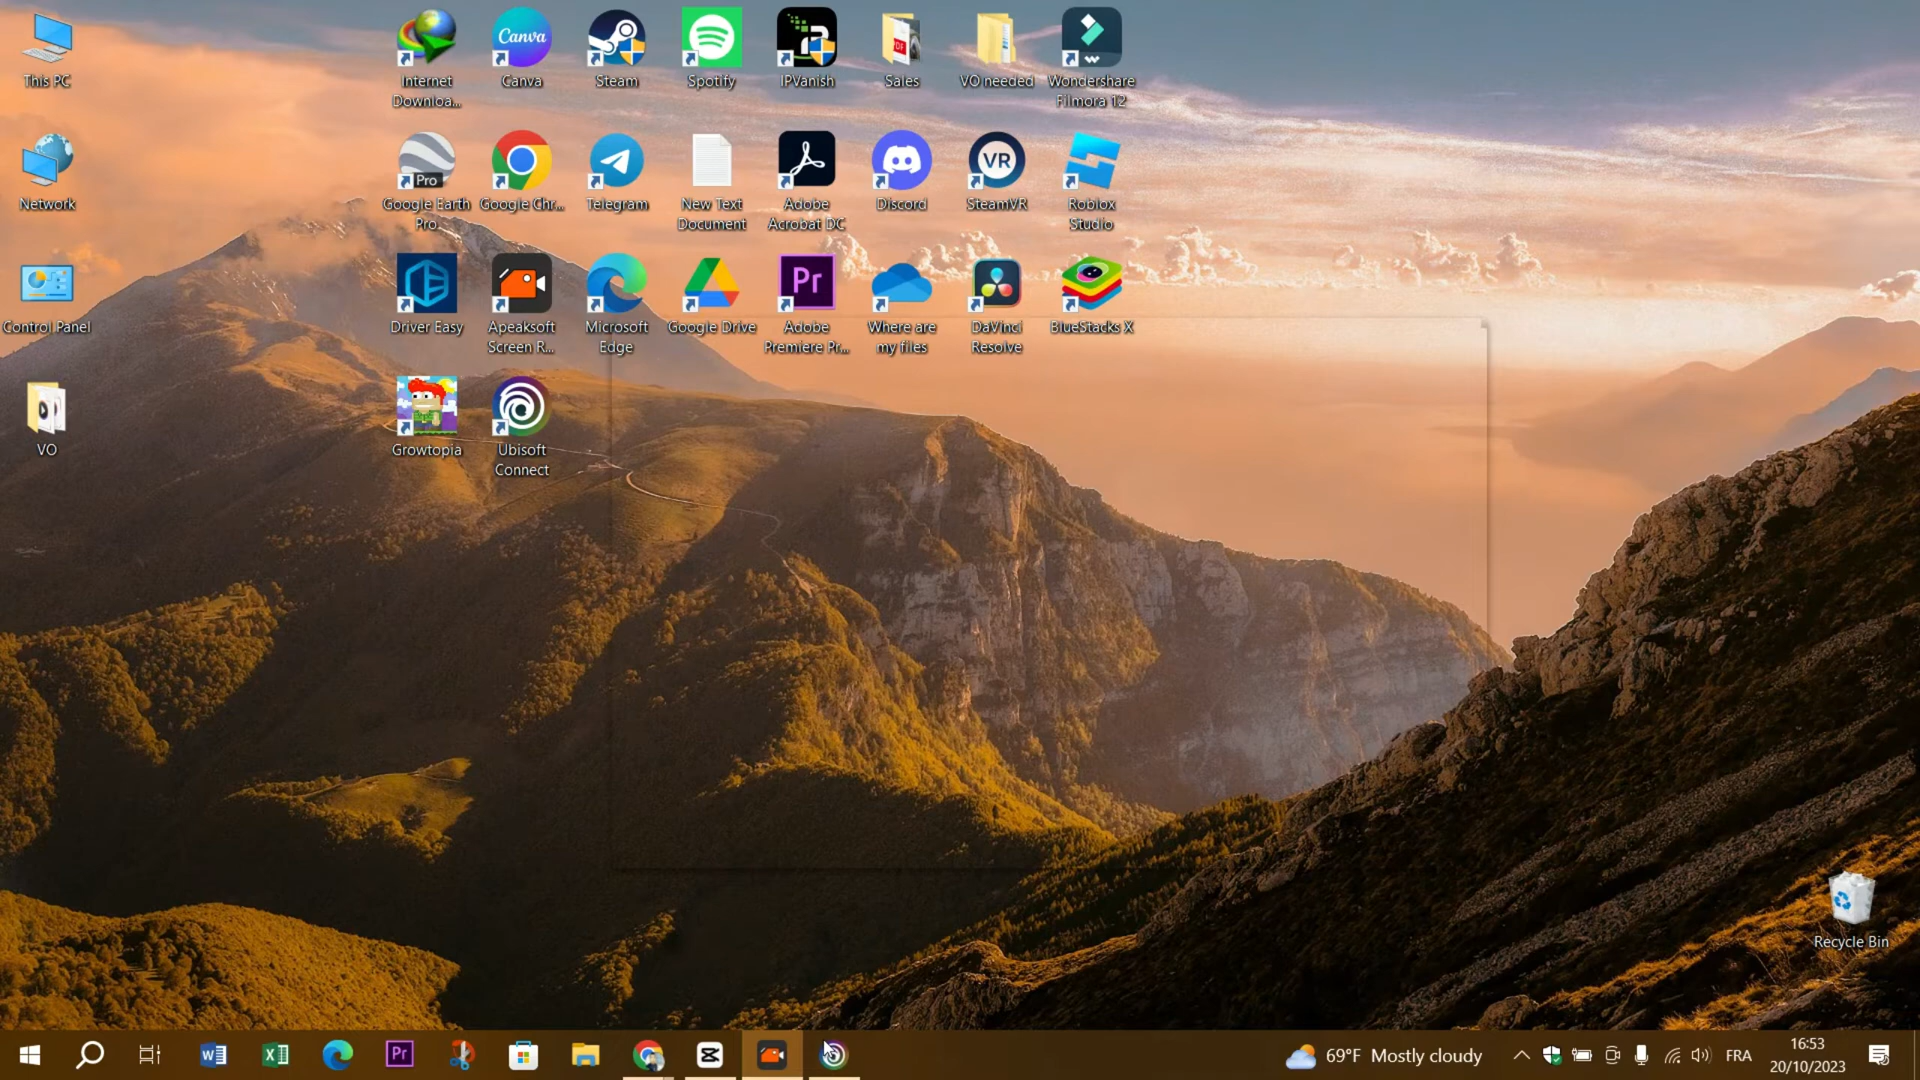 This PC
Internet
Downloa...
Canva
Canva
Steam
Spotify
IPVanish
PDF
Sales
VO needed
Wondershare
Filmora 12
Network
Pro
Google Earth
Pro
Google Chr...
Telegram
New Text
Document
Adobe
Acrobat DC
Discord
VR
SteamVR
Roblox
Studio
Control Panel
Driver Easy
Apeaksoft
Screen R...
Microsoft
Edge
Google Drive
Pr
Adobe
Premiere Pr...
Where are
my files
DaVinci
Resolve
BlueStacks X
VO
Growtopia
Ubisoft
Connect
Recycle Bin
Pr
69°F Mostly cloudy
FRA
16:53
20/10/2023